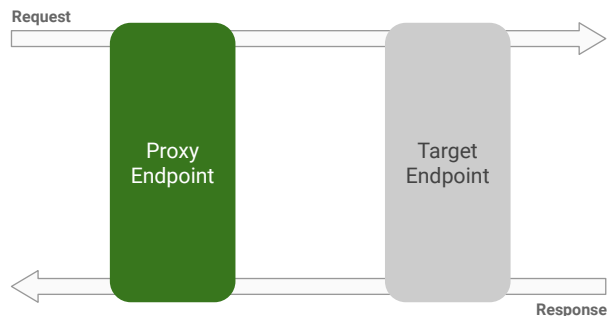 Request
Proxy
Endpoint
Target
Endpoint
Response